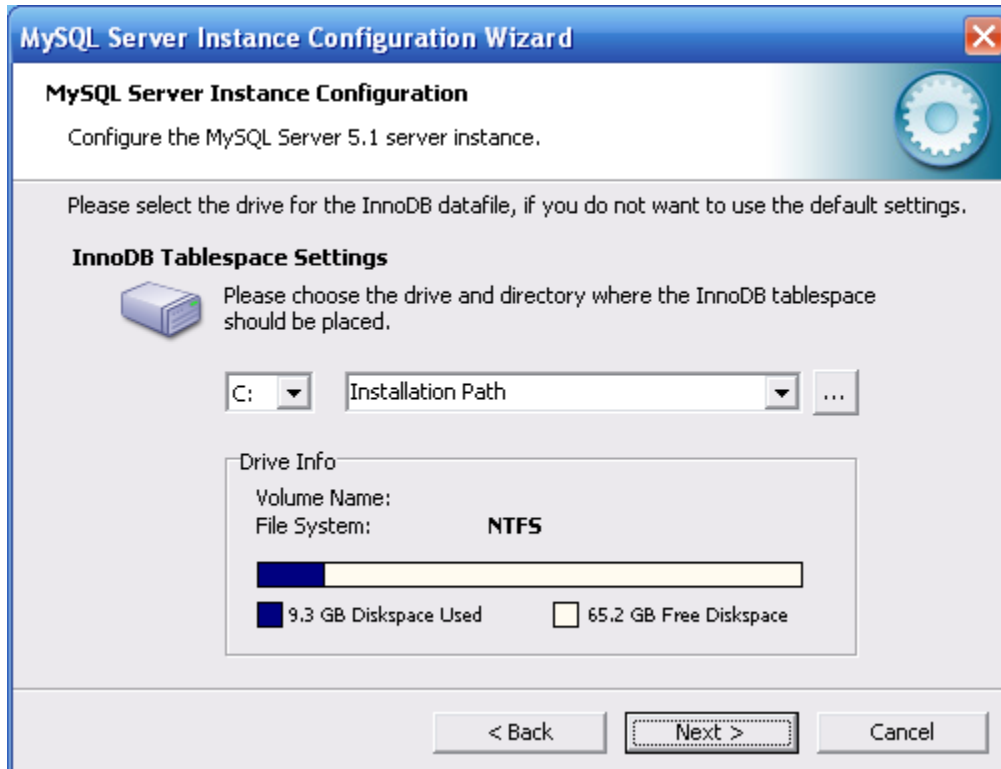 MySQL Server Instance Configuration Wizard
MySQL Server Instance Configuration
Configure the MySQL Server 5.1 server instance.
Please select the drive for the InnoDB datafile, if you do not want to use the default settings.
InnoDB Tablespace Settings
Please choose the drive and directory where the InnoDB tablespace
should be placed.
C: Installation Path ...
Drive Info
Volume Name:
File System: NTFS
9.3 GB Diskspace Used 65.2 GB Free Diskspace
< Back Next > Cancel